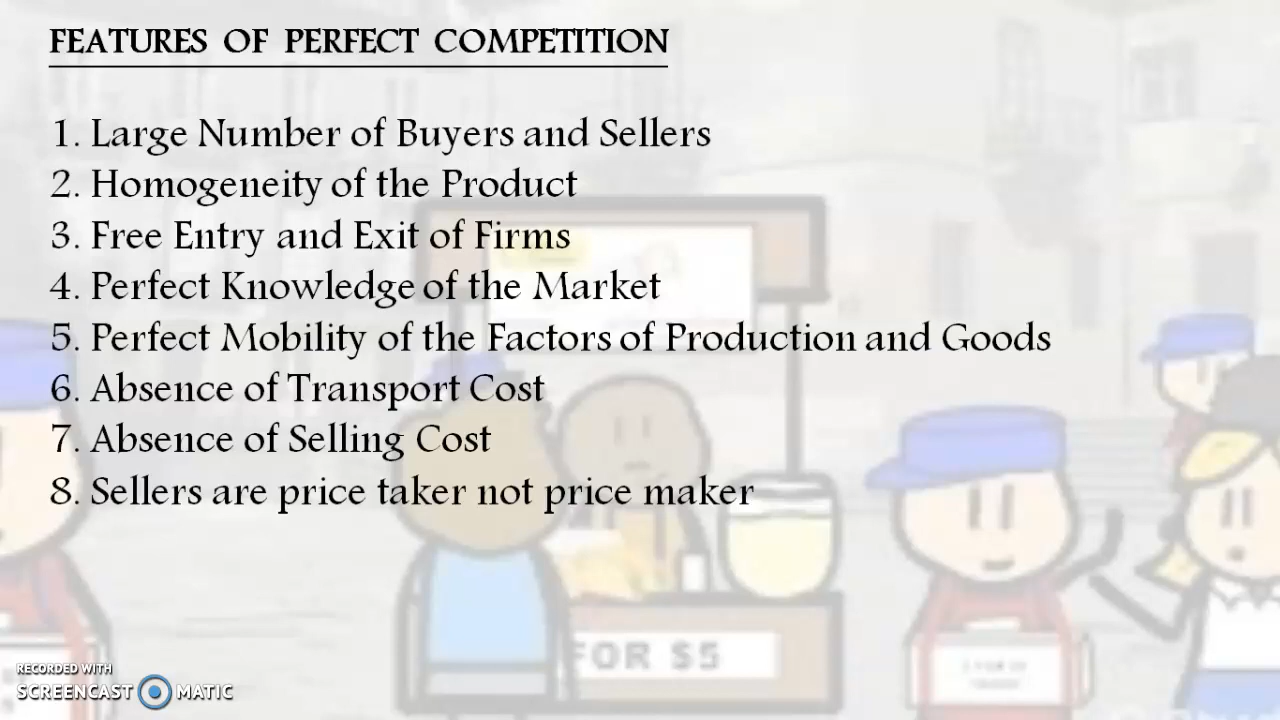 FEATURES OF PERFECT COMPETITION
1. Large Number of Buyers and Sellers
2. Homogeneity of the Product
3. Free Entry and Exit of Firms
4. Perfect Knowledge of the Market
5. Perfect Mobility of the Factors of Production and Goods
6. Absence of Transport Cost
7. Absence of Selling Cost
8. Sellers are price taker not price maker
FOR $5
RECORDED WITH
SCREENCAST MATIC